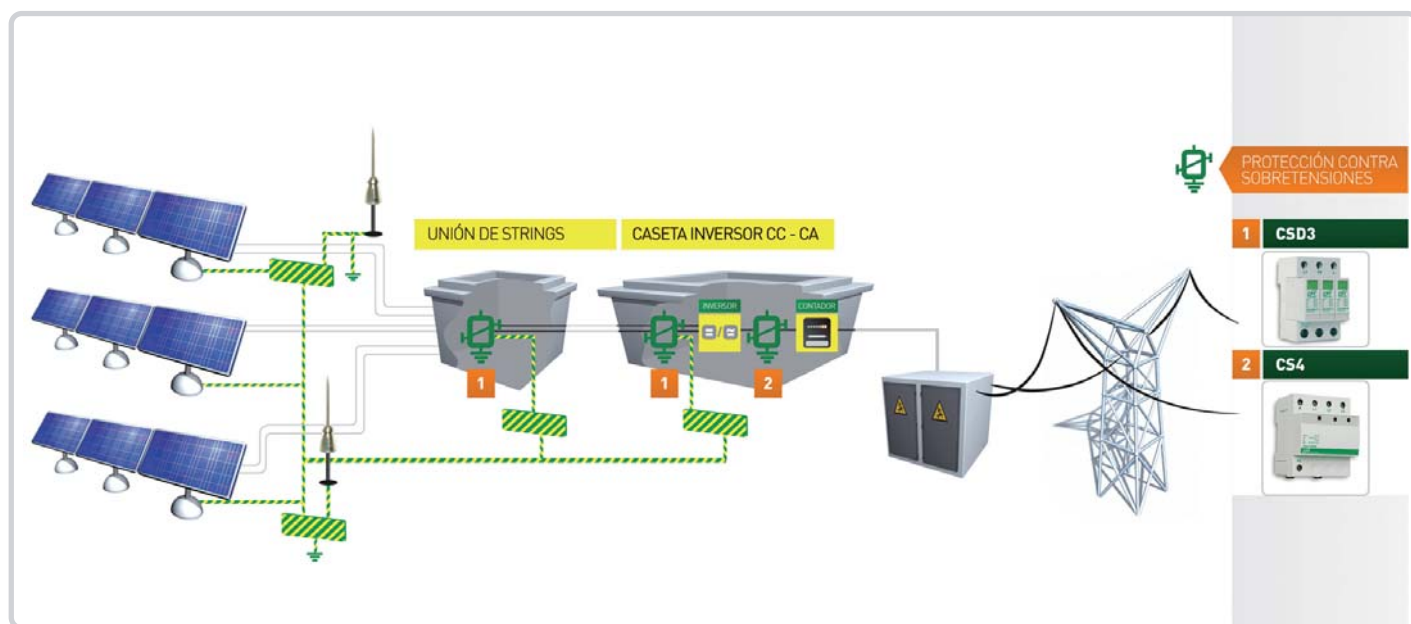 PROTECCIÓN CONTRA
SOBRETENSIONES
UNIÓN DE STRINGS
CASETA INVERSOR CC - CA
1 CSD3
INVERSOR
CONTADOR
1
1
2
2 CS4